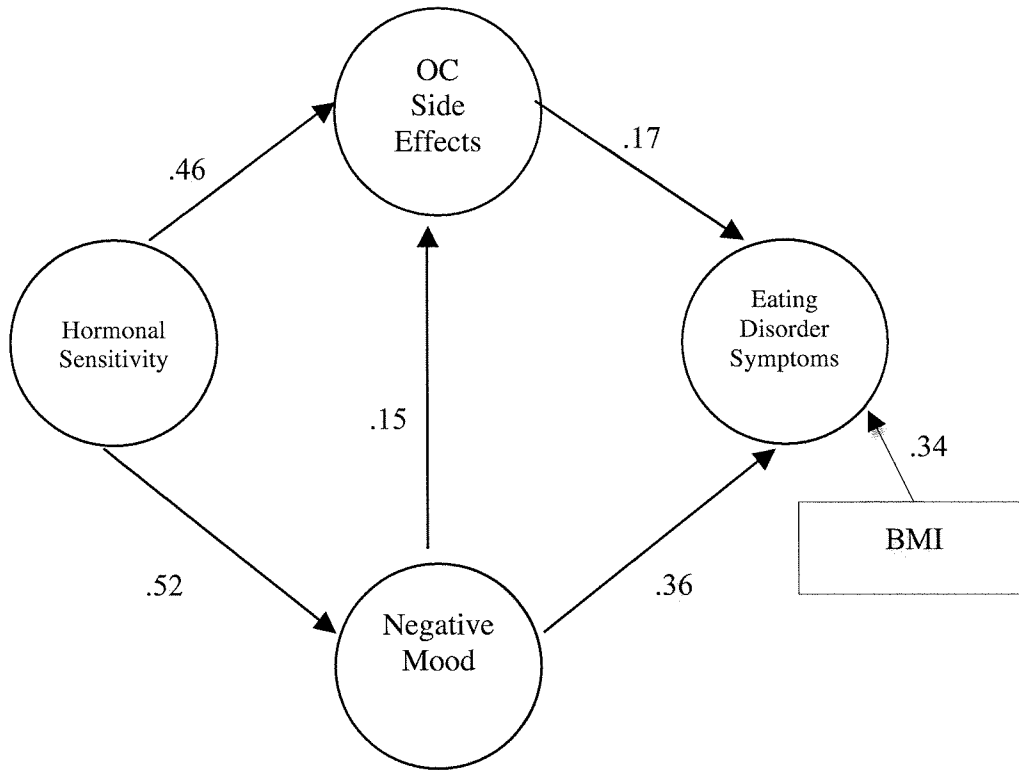 OC
Side
Effects
.17
.46
Hormonal
Sensitivity
Eating
Disorder
Symptoms
.15
.34
BMI
.52
.36
Negative
Mood